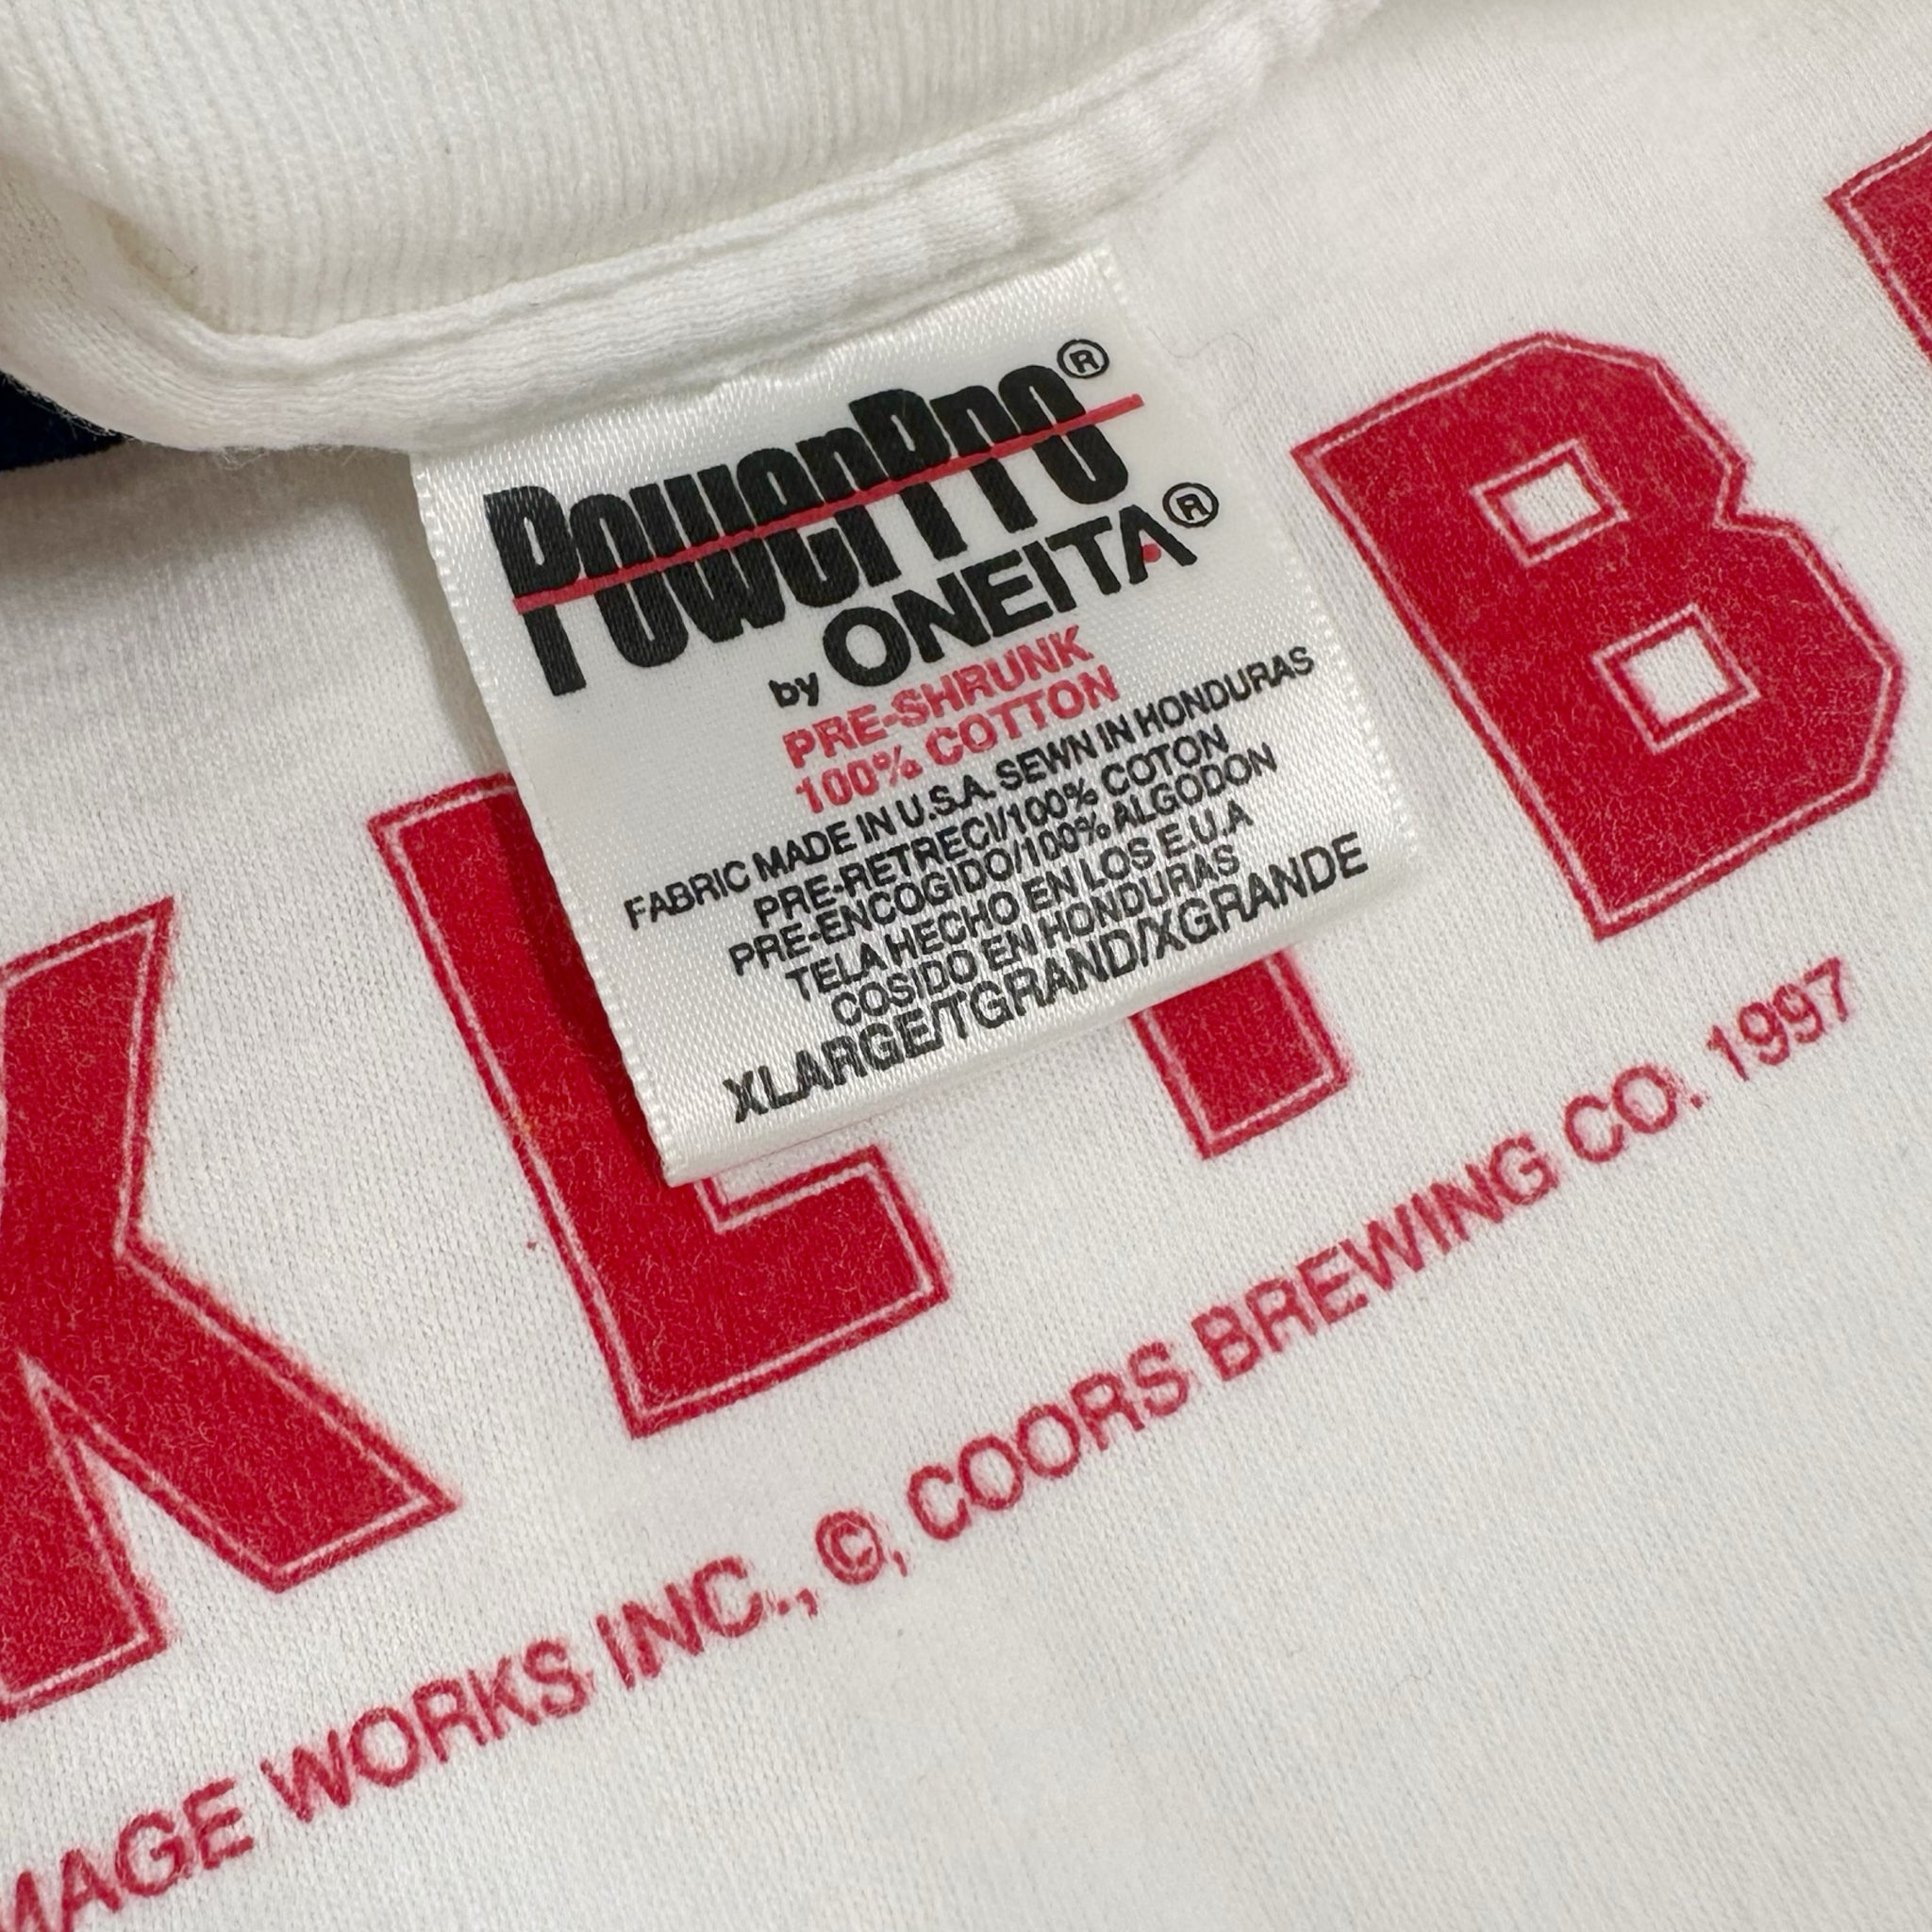 PowerPro®
by ONEITA®
PRE-SHRUNK
100% COTTON
FABRIC MADE IN U.S.A. SEWN IN HONDURAS
PRE-RETRECI/100% COTON
PRE-ENCOGIDO/100% ALGODON
TELA HECHO EN LOS E.U.A
COSIDO EN HONDURAS
XLARGE/TGRAND/XGRANDE
K L B
MAGE WORKS INC., ©, COORS BREWING CO. 1997